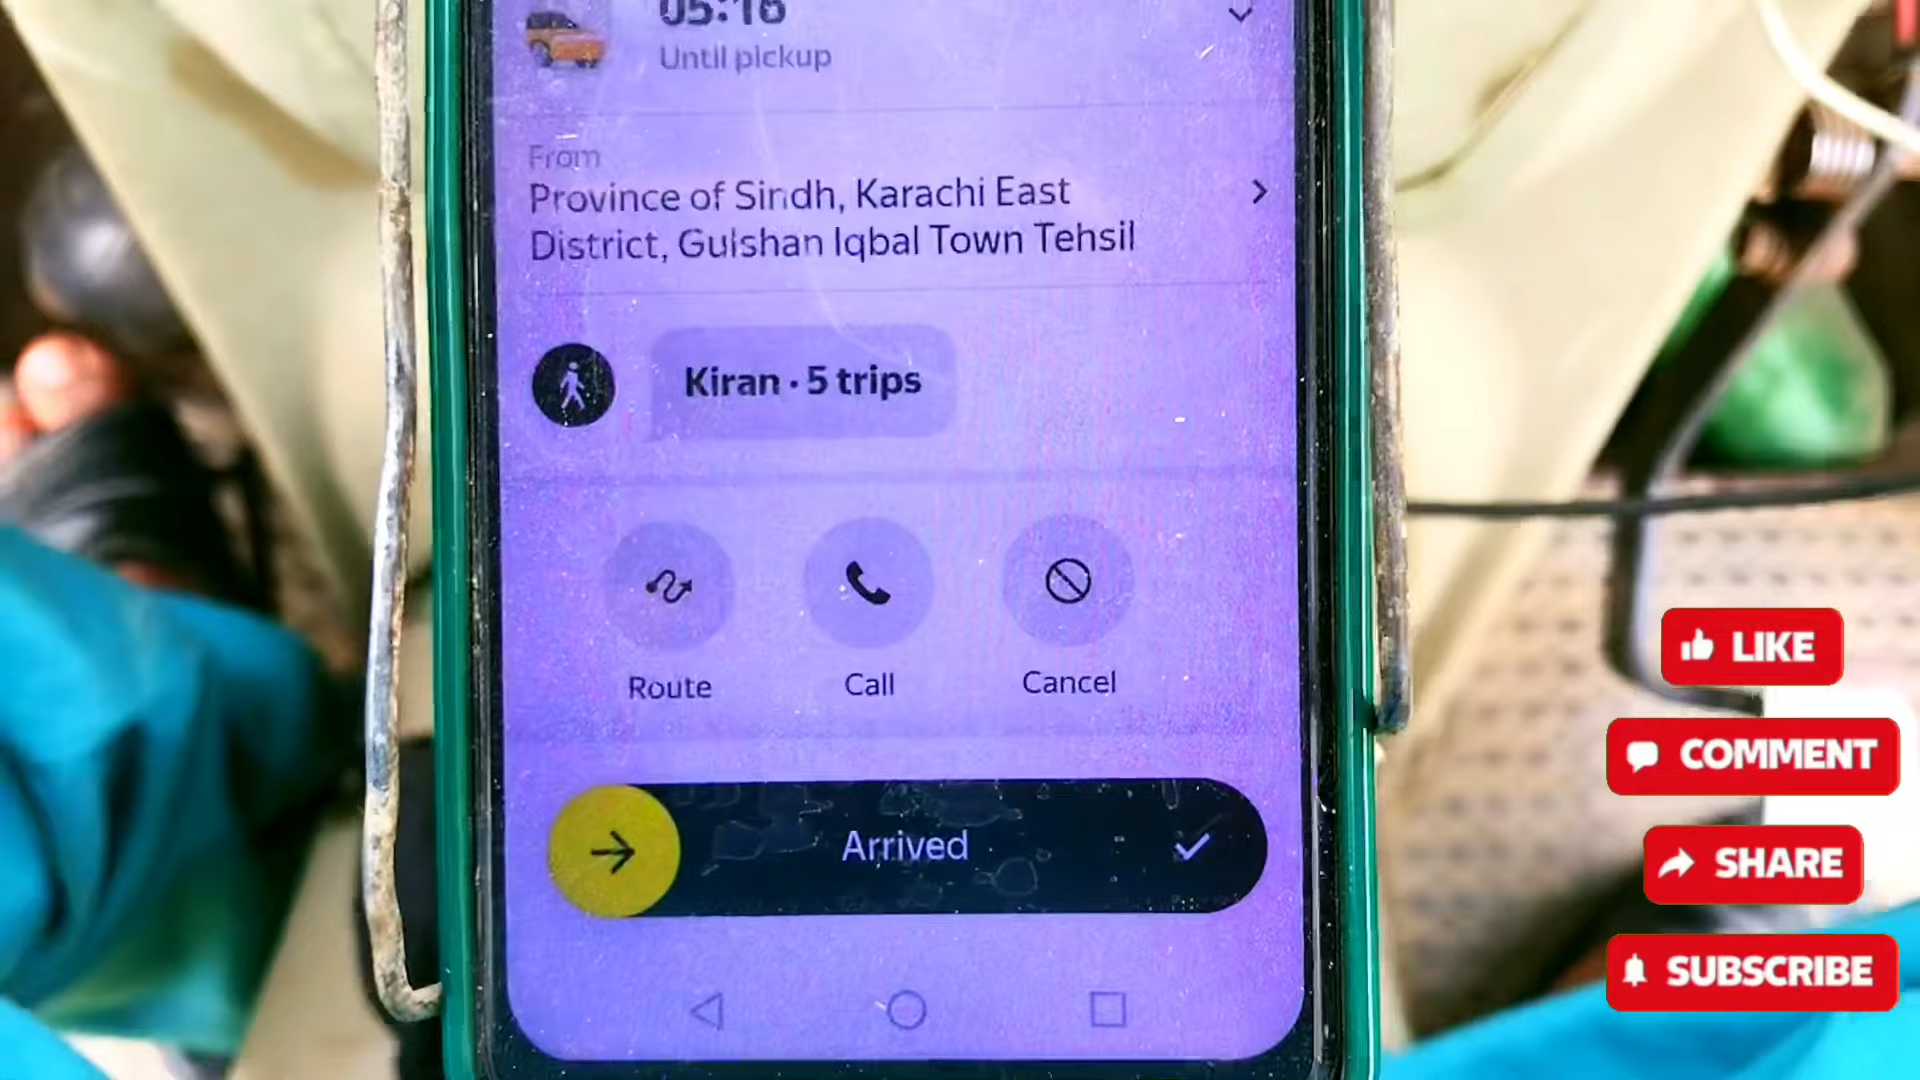 05:16
Until pickup
From
Province of Sindh, Karachi East
District, Gulshan Iqbal Town Tehsil
Kiran · 5 trips
Route
Call
Cancel
Arrived
LIKE
COMMENT
SHARE
SUBSCRIBE